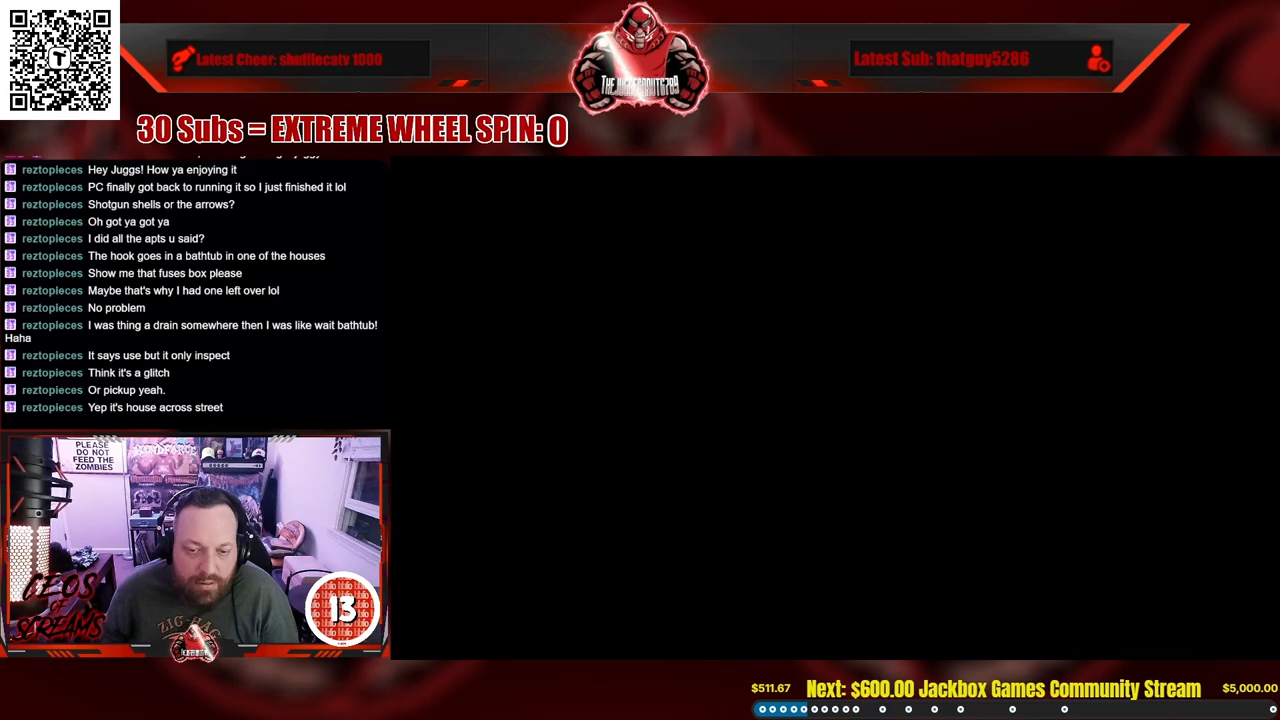 Latest Cheer: shufflecatv 1000
THEJUGGERNAUT6789
Latest Sub: thatguy5286
30 Subs = EXTREME WHEEL SPIN: 0
reztopieces Hey Juggs! How ya enjoying it
reztopieces PC finally got back to running it so I just finished it lol
reztopieces Shotgun shells or the arrows?
reztopieces Oh got ya got ya
reztopieces I did all the apts u said?
reztopieces The hook goes in a bathtub in one of the houses
reztopieces Show me that fuses box please
reztopieces Maybe that's why I had one left over lol
reztopieces No problem
reztopieces I was thing a drain somewhere then I was like wait bathtub!
Haha
reztopieces It says use but it only inspect
reztopieces Think it's a glitch
reztopieces Or pickup yeah.
reztopieces Yep it's house across street
PLEASE
DO NOT
FEED THE
ZOMBIES
CEOS
OF
STREAMS
ZIG-ZAG
13
$511.67 Next: $600.00 Jackbox Games Community Stream $5,000.00